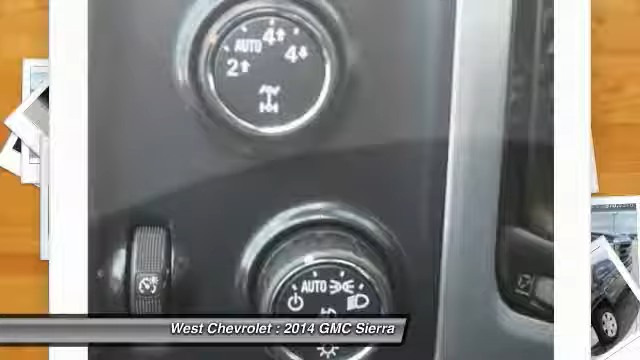 4↑
AUTO 4↓
2↑
AUTO
West Chevrolet : 2014 GMC Sierra